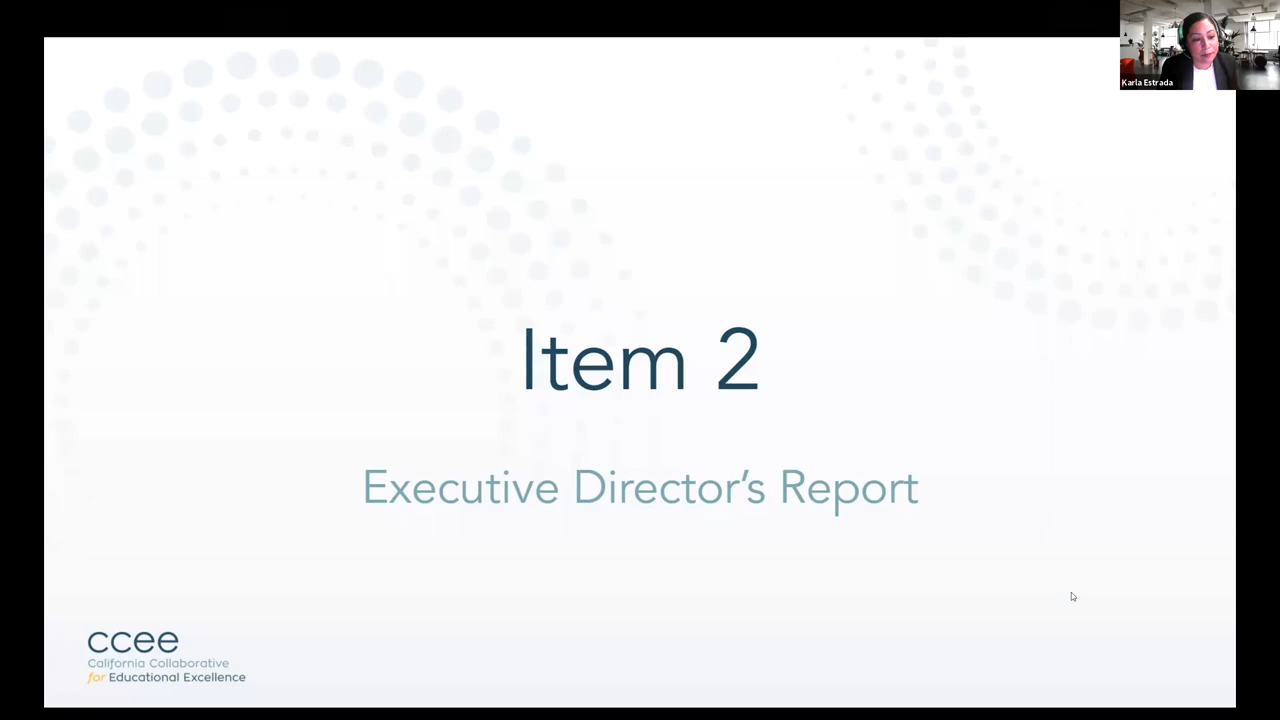 Karla Estrada
Item 2
Executive Director's Report
ccee
California Collaborative
for Educational Excellence